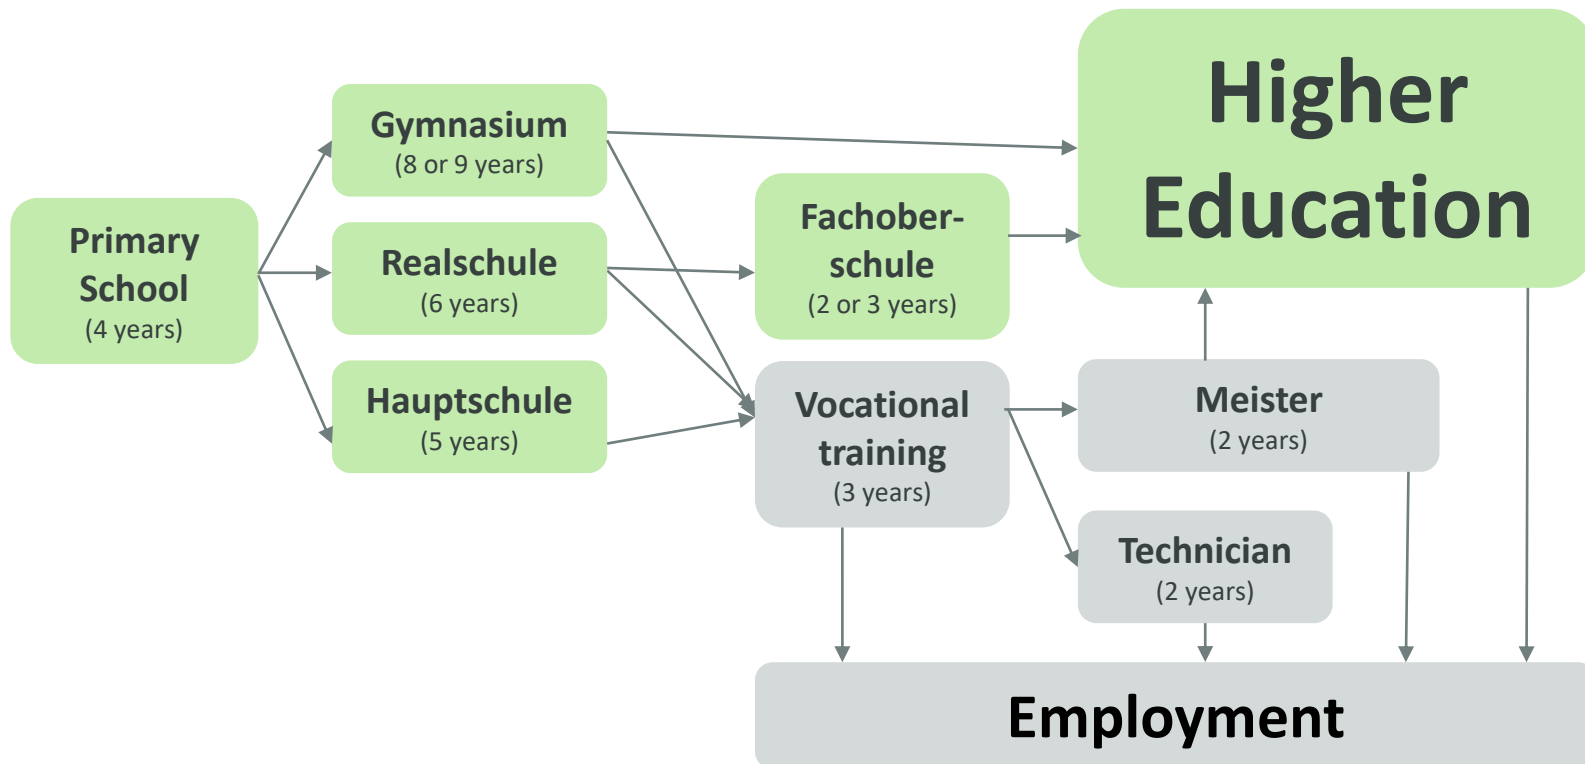 Primary
School
(4 years)
Gymnasium
(8 or 9 years)
Realschule
(6 years)
Hauptschule
(5 years)
Fachober-
schule
(2 or 3 years)
Vocational
training
(3 years)
Higher
Education
Meister
(2 years)
Technician
(2 years)
Employment